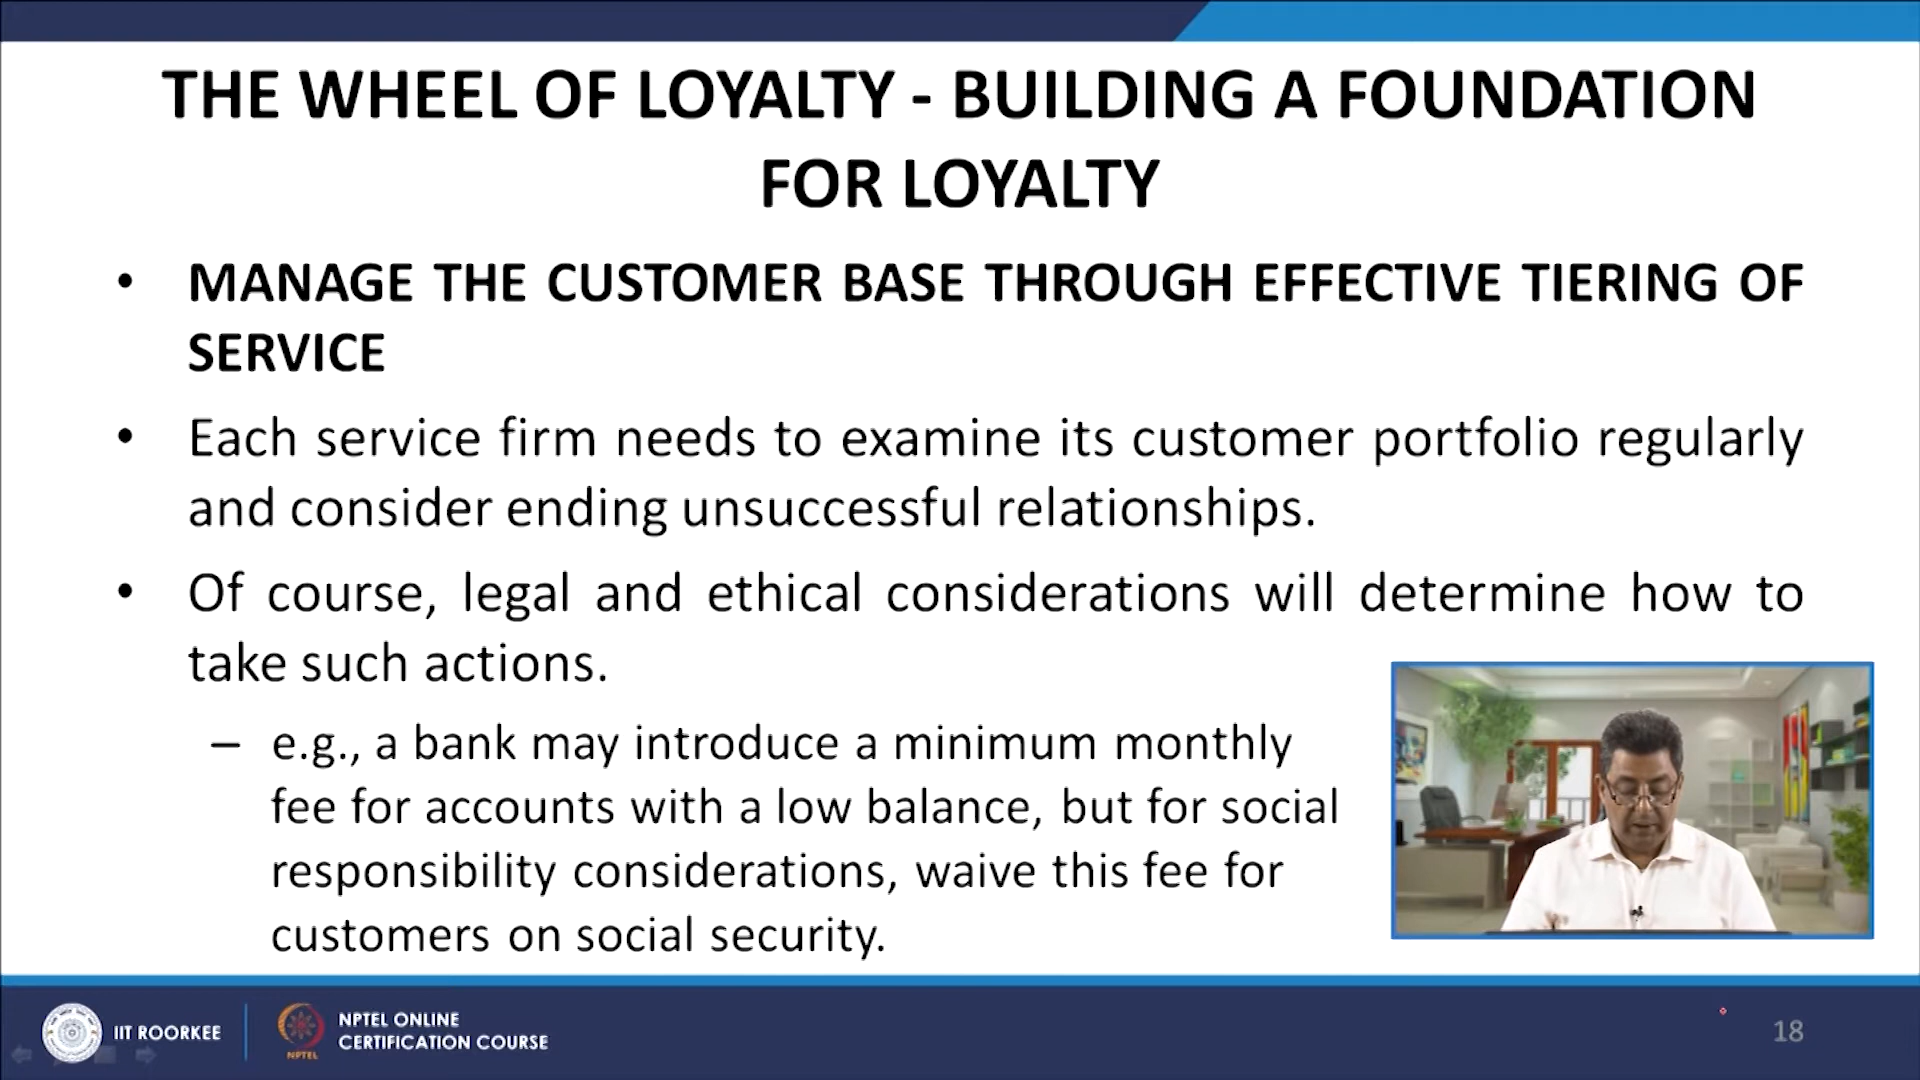 THE WHEEL OF LOYALTY - BUILDING A FOUNDATION
FOR LOYALTY
• MANAGE THE CUSTOMER BASE THROUGH EFFECTIVE TIERING OF
SERVICE
• Each service firm needs to examine its customer portfolio regularly
and consider ending unsuccessful relationships.
• Of course, legal and ethical considerations will determine how to
take such actions.
– e.g., a bank may introduce a minimum monthly
fee for accounts with a low balance, but for social
responsibility considerations, waive this fee for
customers on social security.
IIT ROORKEE
NPTEL
NPTEL ONLINE
CERTIFICATION COURSE
18